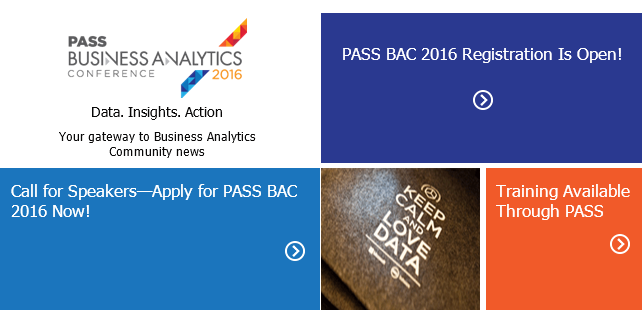 PASS
BUSINESS ANALYTICS
CONFERENCE 2016
Data. Insights. Action
Your gateway to Business Analytics
Community news
PASS BAC 2016 Registration Is Open!
Call for Speakers—Apply for PASS BAC
2016 Now!
KEEP
CALM
AND
LOVE
DATA
Training Available
Through PASS